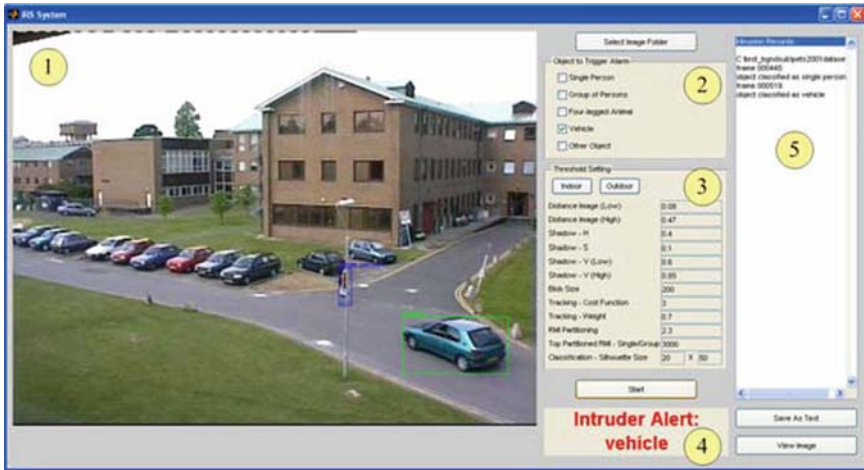 RIS System
1
Select Image Folder
Object to Trigger Alarm
2
Single Person
Group of Persons
Four-legged Animal
Vehicle
Other Object
Threshold Setting
3
Indoor
Outdoor
Distance Image (Low) 0.08
Distance Image (High) 0.47
Shadow - H 0.4
Shadow - S 0.1
Shadow - V (Low) 0.6
Shadow - V (High) 0.85
Blob Size 200
Tracking - Cost Function 3
Tracking - Weight 0.7
RMI Partitioning 2.3
Top Partitioned RMI - Single/Group 3000
Classification - Silhouette Size 20 X 50
Start
Intruder Alert:
vehicle
4
Intrusion Records
frame 000445
object classified as single person
frame 000518
object classified as vehicle
5
Save As Text
View Image